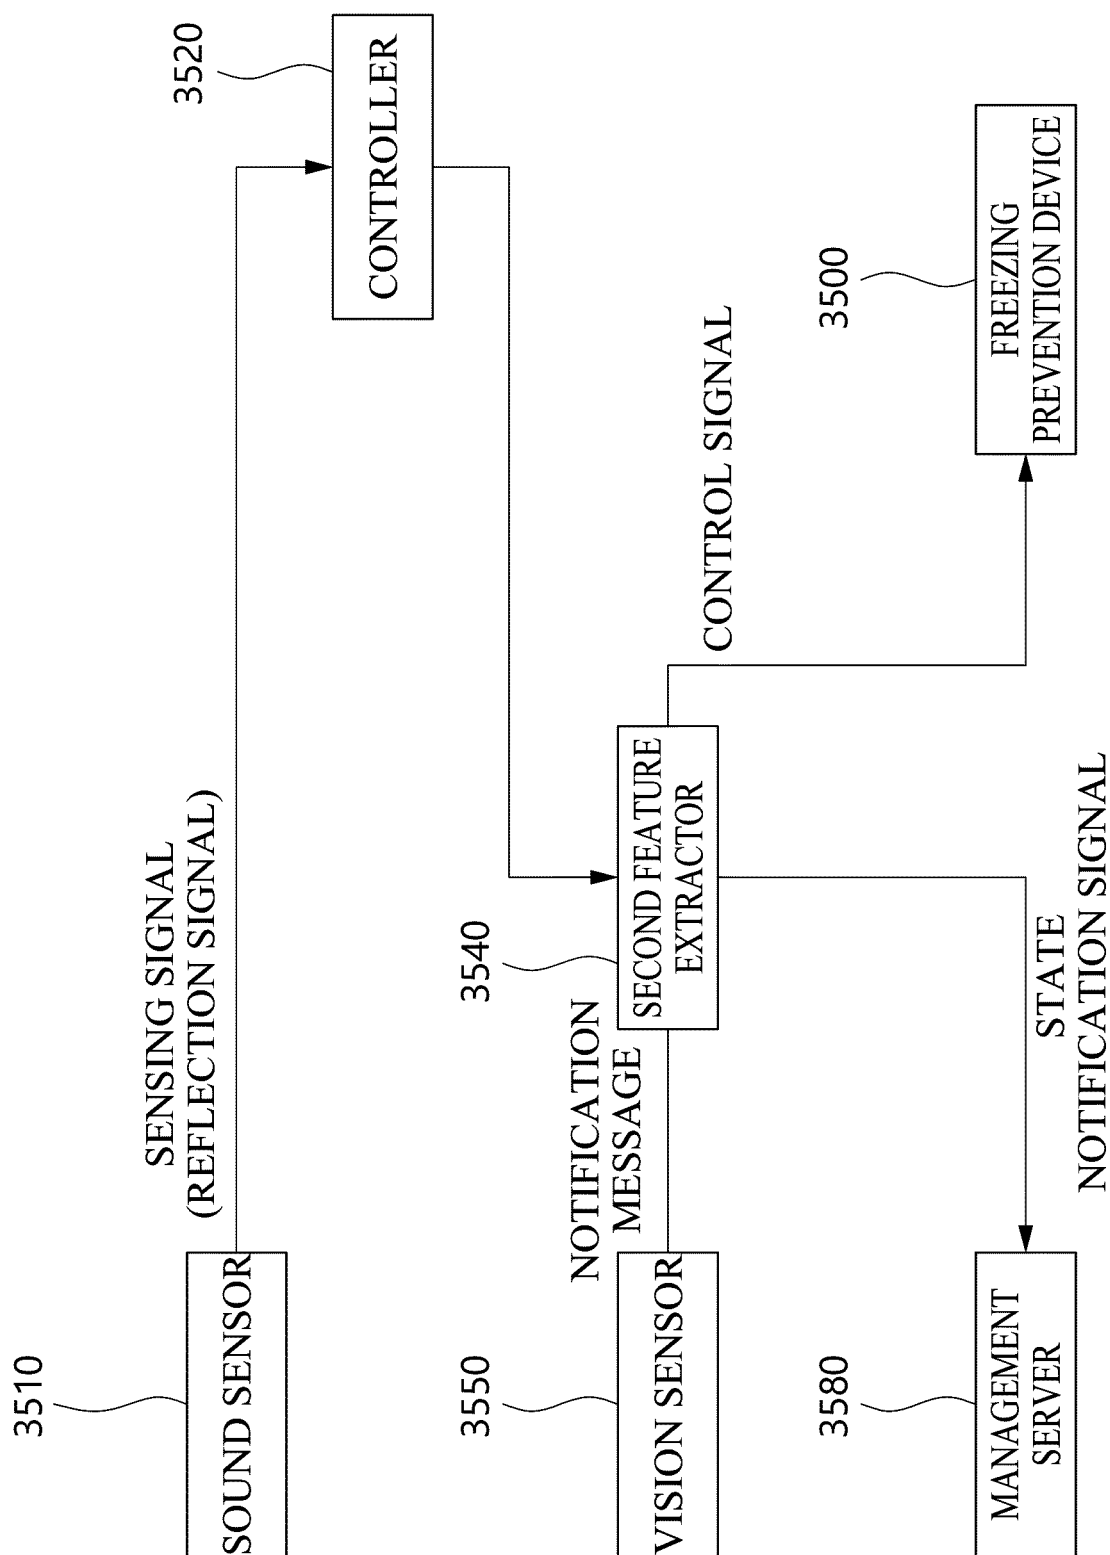 3510
SOUND SENSOR
SENSING SIGNAL
(REFLECTION SIGNAL)
3520
CONTROLLER
3550
VISION SENSOR
NOTIFICATION
MESSAGE
3540
SECOND FEATURE
EXTRACTOR
CONTROL SIGNAL
3580
MANAGEMENT
SERVER
STATE
NOTIFICATION SIGNAL
3500
FREEZING
PREVENTION DEVICE